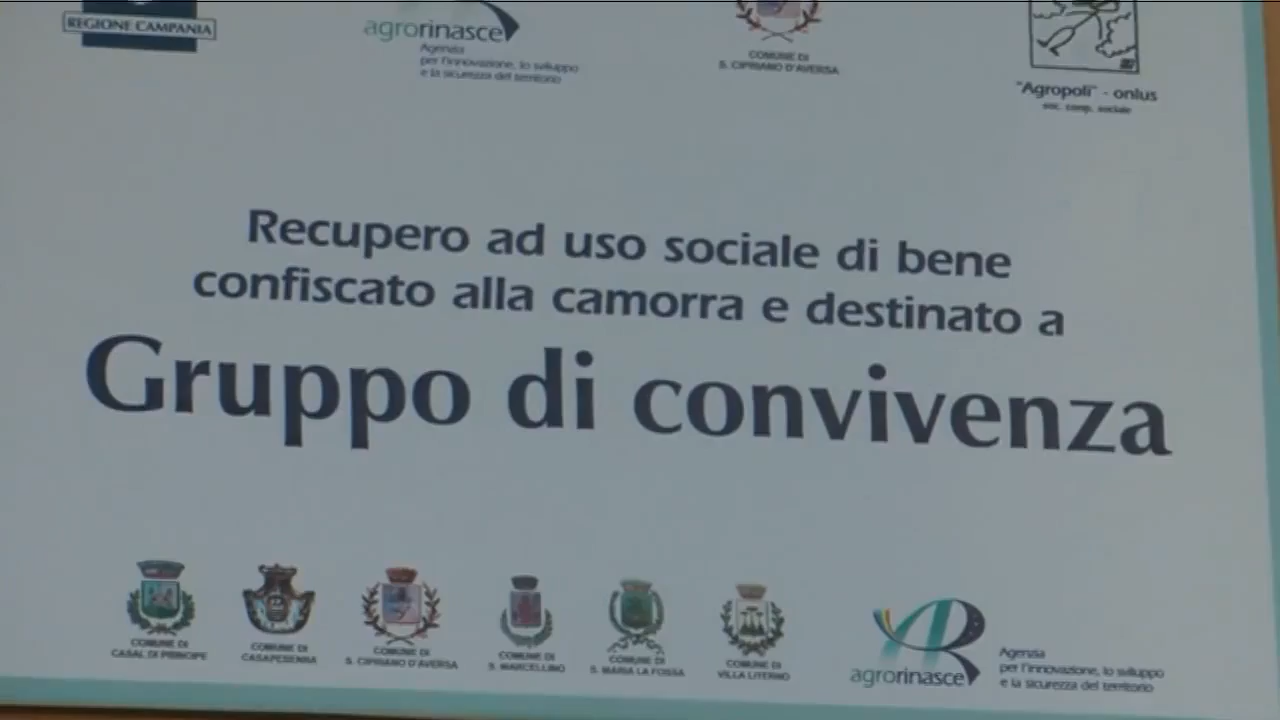 REGIONE CAMPANIA
agrorinasce
Agenzia
per l'innovazione, lo sviluppo
e la sicurezza del territorio
COMUNE DI
S. CIPRIANO D'AVERSA
"Agropoli" - onlus
soc. coop. sociale
Recupero ad uso sociale di bene
confiscato alla camorra e destinato a
Gruppo di convivenza
COMUNE DI
CASAL DI PRINCIPE
COMUNE DI
CASAPESENNA
COMUNE DI
S. CIPRIANO D'AVERSA
COMUNE DI
S. MARCELLINO
COMUNE DI
S. MARIA LA FOSSA
COMUNE DI
VILLA LITERNO
agrorinasce
Agenzia
per l'innovazione, lo sviluppo
e la sicurezza del territorio